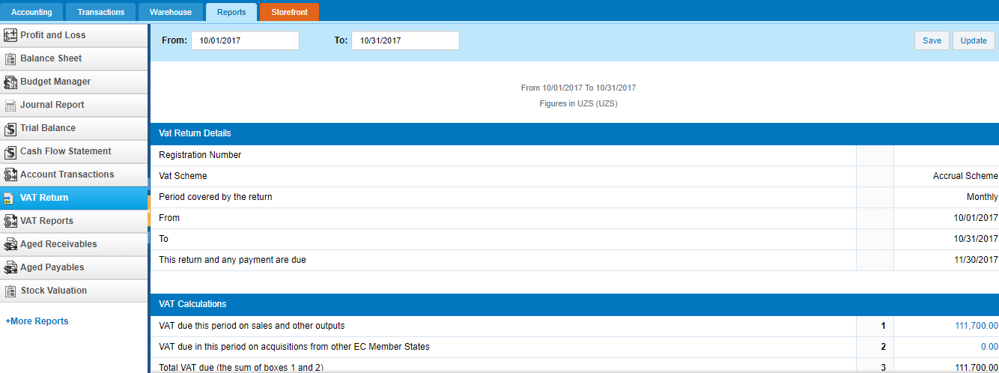 Accounting Transactions Warehouse Reports Storefront
Profit and Loss
Balance Sheet
Budget Manager
Journal Report
Trial Balance
Cash Flow Statement
Account Transactions
VAT Return
VAT Reports
Aged Receivables
Aged Payables
Stock Valuation
+More Reports
From: 10/01/2017 To: 10/31/2017 Save Update
From 10/01/2017 To 10/31/2017
Figures in UZS (UZS)
Vat Return Details
Registration Number
Vat Scheme Accrual Scheme
Period covered by the return Monthly
From 10/01/2017
To 10/31/2017
This return and any payment are due 11/30/2017
VAT Calculations
VAT due this period on sales and other outputs 1 111,700.00
VAT due in this period on acquisitions from other EC Member States 2 0.00
Total VAT due (the sum of boxes 1 and 2) 3 111,700.00